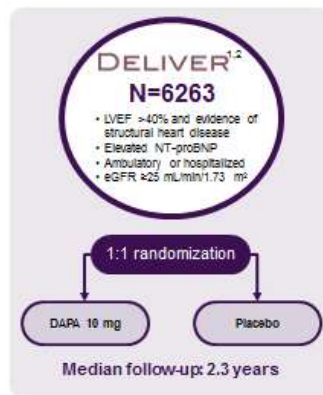 DELIVER1,2
N=6263
• LVEF >40% and evidence of
structural heart disease
• Elevated NT-proBNP
• Ambulatory or hospitalized
• eGFR ≥25 mL/min/1.73 m²
1:1 randomization
DAPA 10 mg
Placebo
Median follow-up: 2.3 years